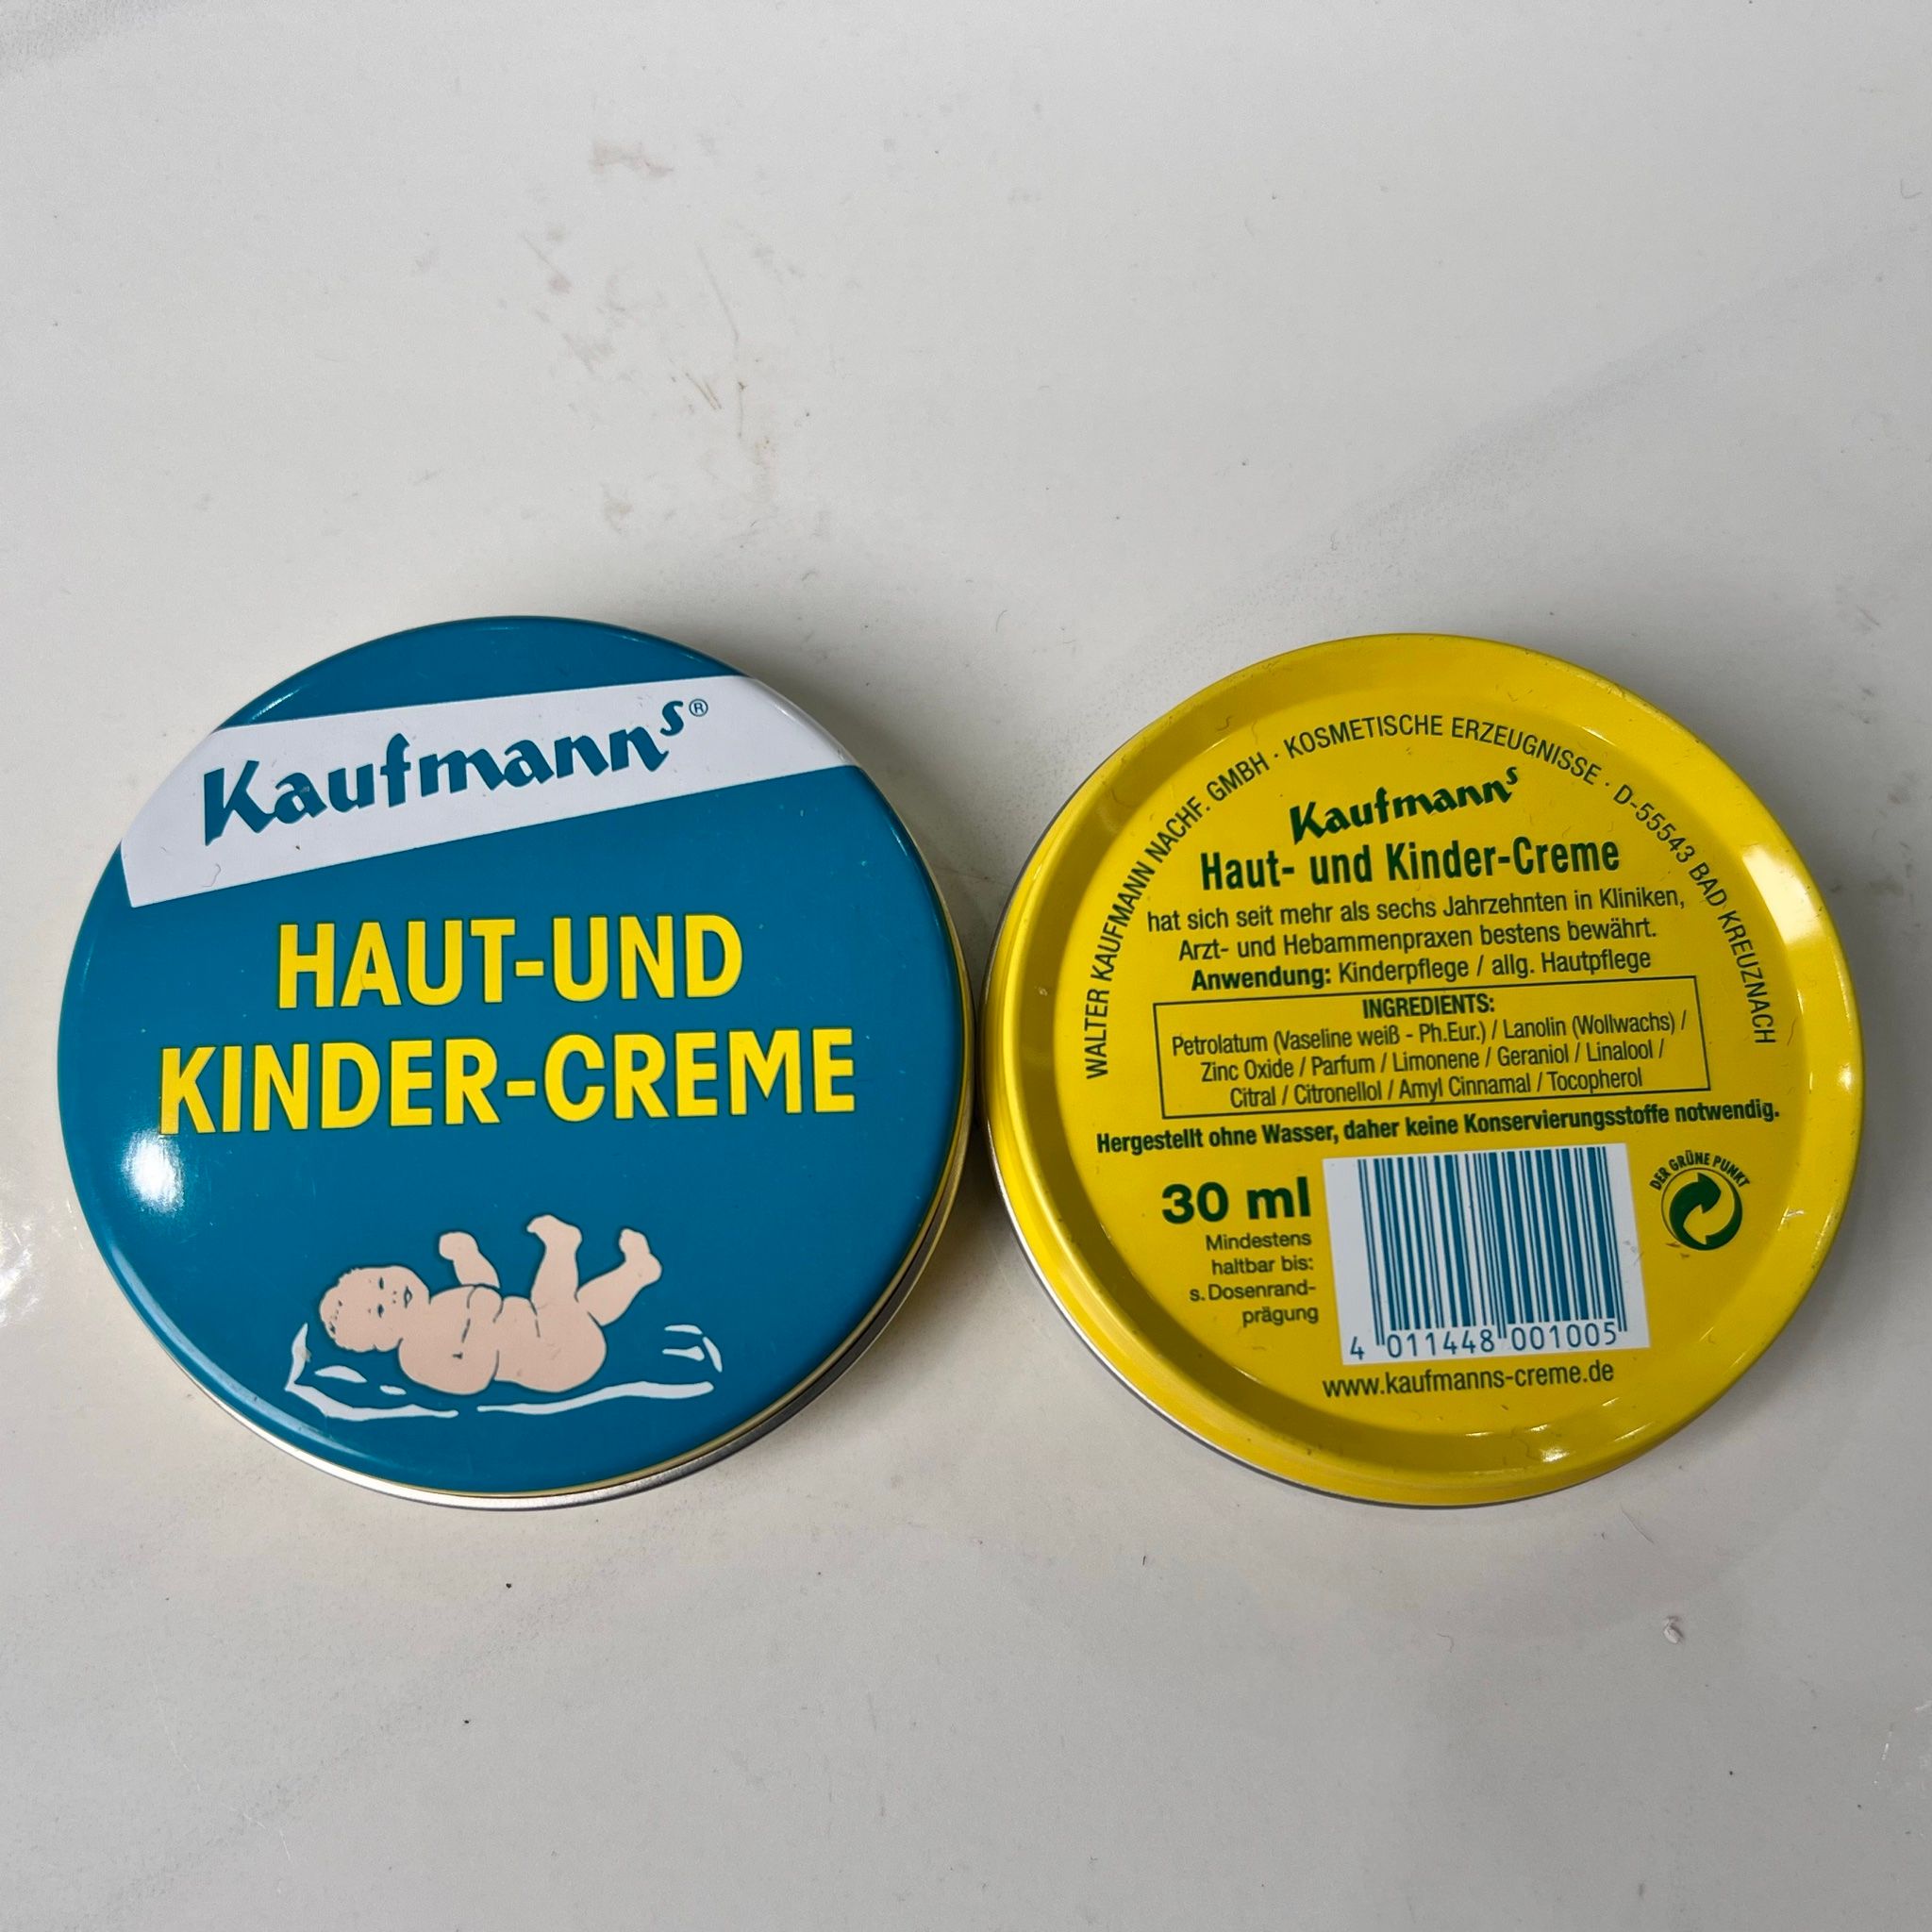 Kaufmanns®
HAUT-UND
KINDER-CREME
WALTER KAUFMANN NACHF. GMBH · KOSMETISCHE ERZEUGNISSE · D-55543 BAD KREUZNACH
Kaufmanns
Haut- und Kinder-Creme
hat sich seit mehr als sechs Jahrzehnten in Kliniken,
Arzt- und Hebammenpraxen bestens bewährt.
Anwendung: Kinderpflege / allg. Hautpflege
INGREDIENTS:
Petrolatum (Vaseline weiß - Ph.Eur.) / Lanolin (Wollwachs) /
Zinc Oxide / Parfum / Limonene / Geraniol / Linalool /
Citral / Citronellol / Amyl Cinnamal / Tocopherol
Hergestellt ohne Wasser, daher keine Konservierungsstoffe notwendig.
30 ml
Mindestens
haltbar bis:
s. Dosenrand-
prägung
4 011448 001005
DER GRÜNE PUNKT
www.kaufmanns-creme.de